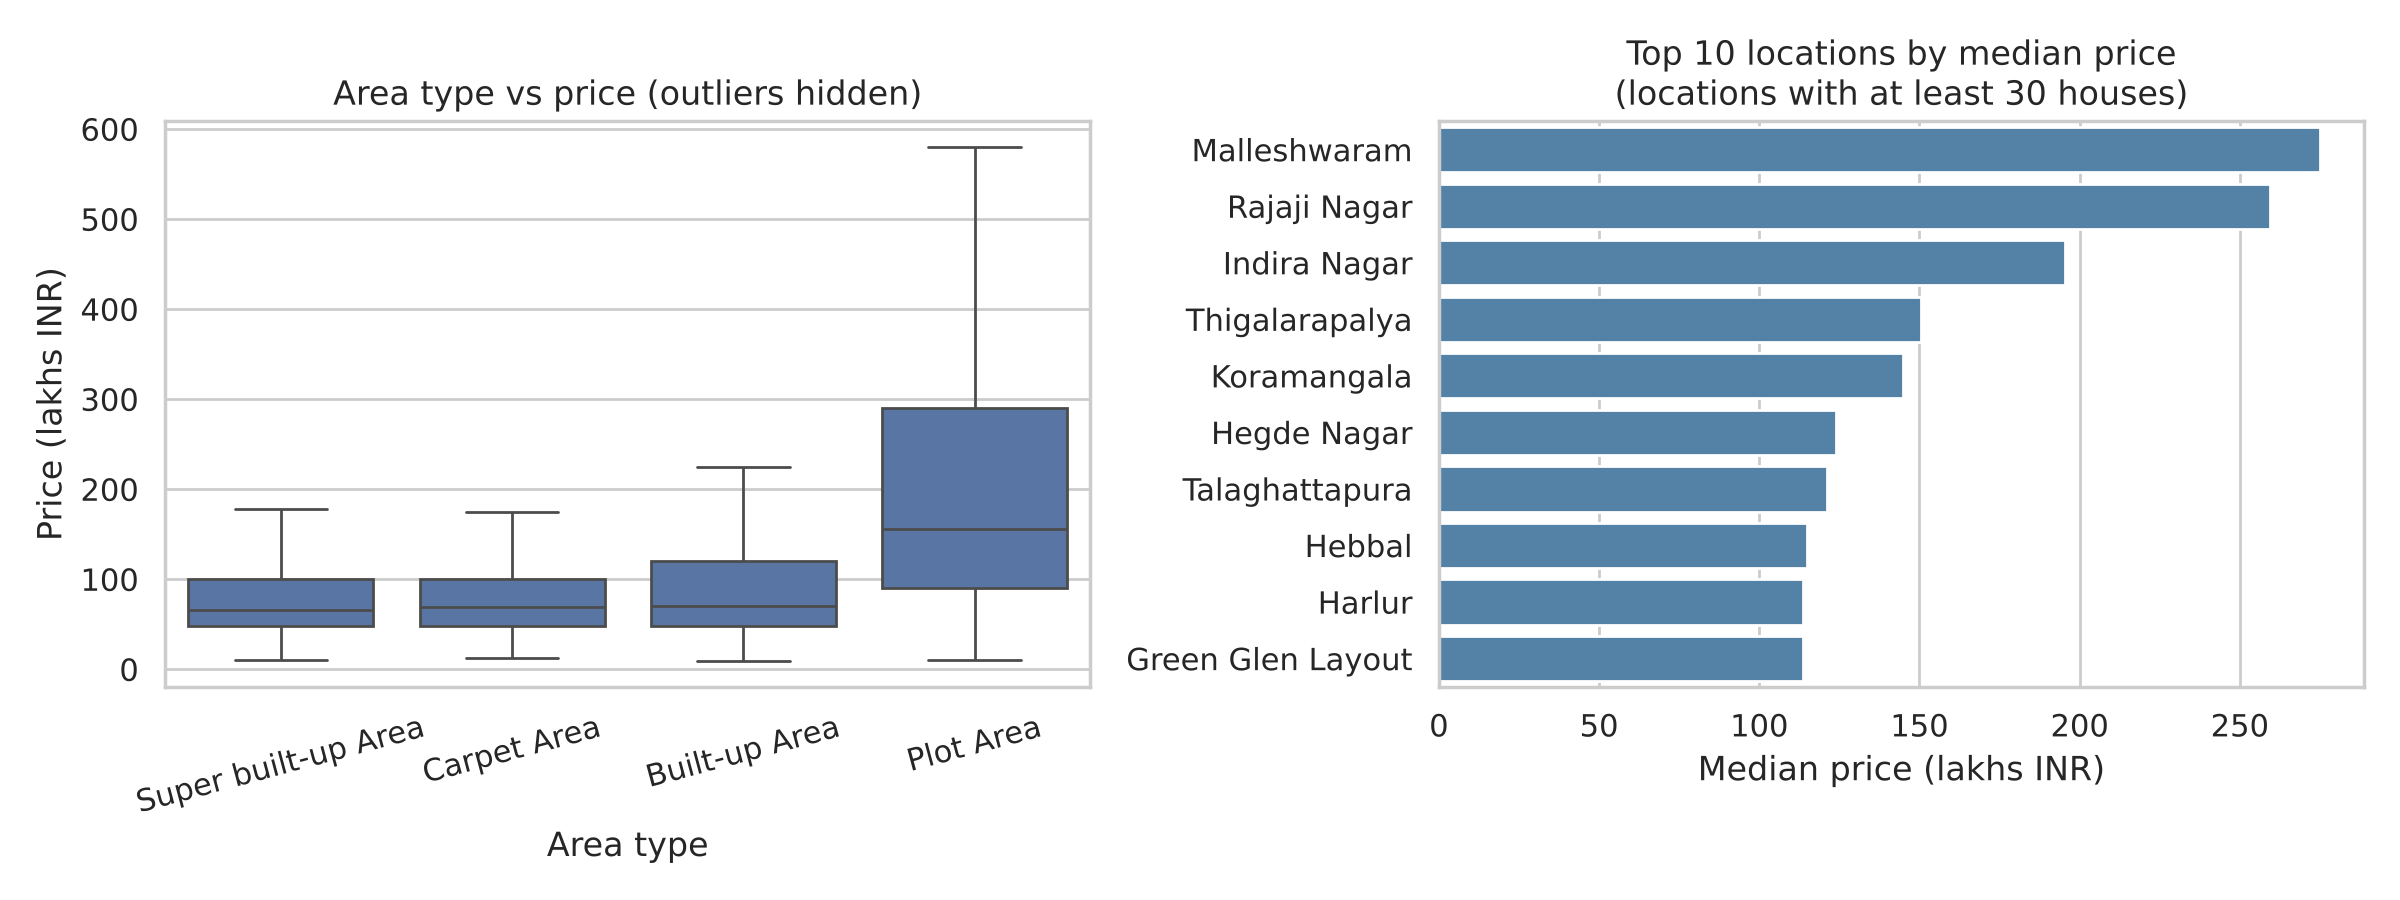 Area type vs price (outliers hidden)
Price (lakhs INR)
600
500
400
300
200
100
0
Super built-up Area
Carpet Area
Built-up Area
Plot Area
Area type
Top 10 locations by median price
(locations with at least 30 houses)
Malleshwaram
Rajaji Nagar
Indira Nagar
Thigalarapalya
Koramangala
Hegde Nagar
Talaghattapura
Hebbal
Harlur
Green Glen Layout
0 50 100 150 200 250
Median price (lakhs INR)